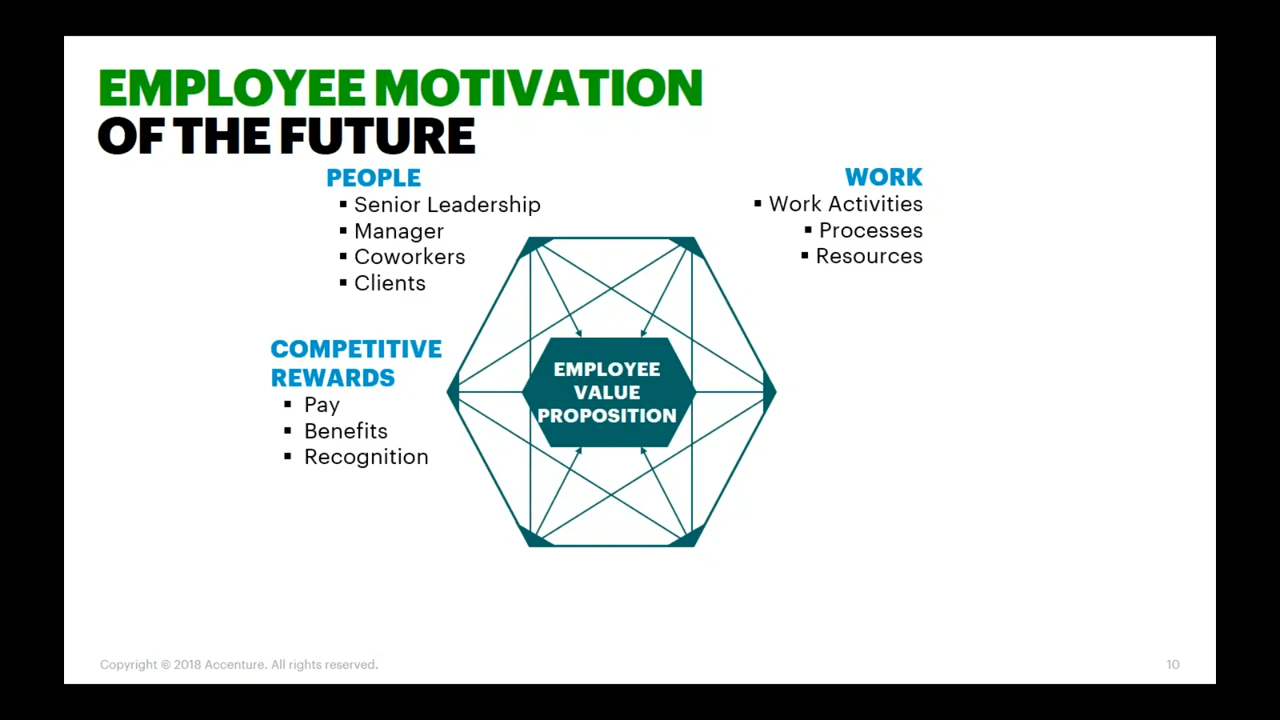 EMPLOYEE MOTIVATION
OF THE FUTURE
PEOPLE
▪ Senior Leadership
▪ Manager
▪ Coworkers
▪ Clients
WORK
▪ Work Activities
▪ Processes
▪ Resources
COMPETITIVE
REWARDS
▪ Pay
▪ Benefits
▪ Recognition
EMPLOYEE
VALUE
PROPOSITION
Copyright © 2018 Accenture. All rights reserved.
10